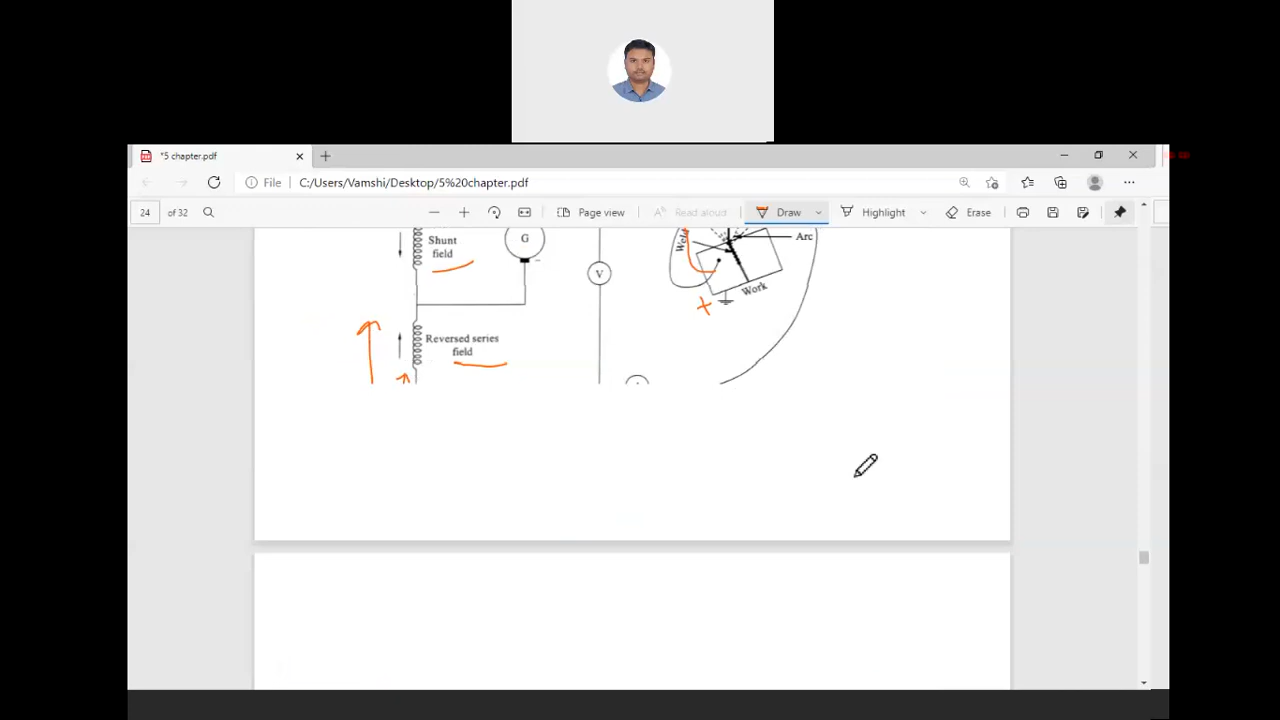 *5 chapter.pdf
File C:/Users/Vamshi/Desktop/5%20chapter.pdf
24 of 32 Page view Read aloud Draw Highlight Erase
Shunt
field
G
V
Arc
Work
+
Reversed series
field